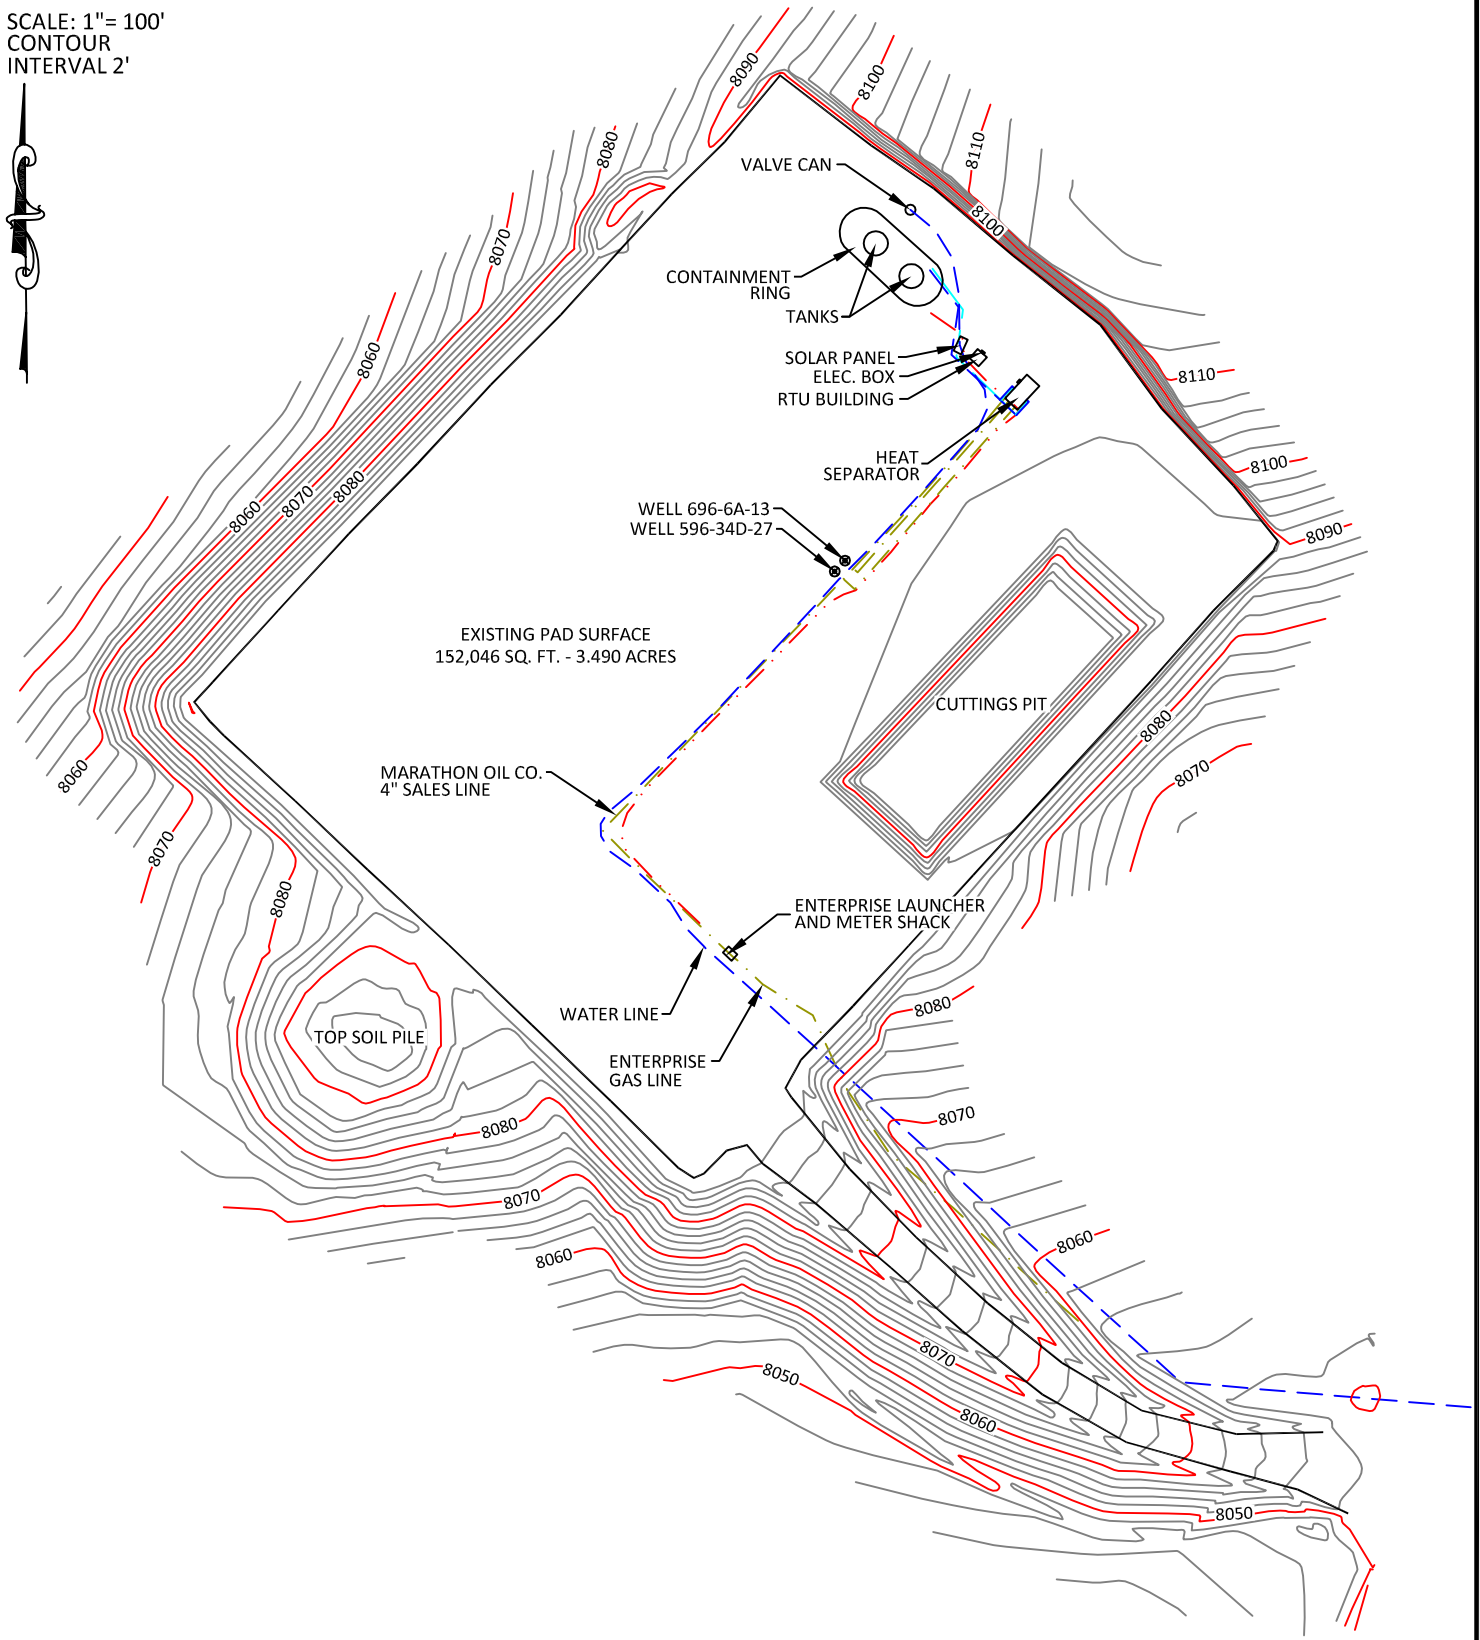 SCALE: 1"= 100'
CONTOUR
INTERVAL 2'
8090
8100
8110
8080
8070
8060
VALVE CAN
8100
CONTAINMENT
RING
TANKS
SOLAR PANEL
ELEC. BOX
RTU BUILDING
8110
HEAT
SEPARATOR
8100
8090
8060
8070
8080
WELL 696-6A-13
WELL 596-34D-27
EXISTING PAD SURFACE
152,046 SQ. FT. - 3.490 ACRES
CUTTINGS PIT
8080
8070
8060
8070
8080
MARATHON OIL CO.
4" SALES LINE
ENTERPRISE LAUNCHER
AND METER SHACK
WATER LINE
ENTERPRISE
GAS LINE
TOP SOIL PILE
8080
8070
8060
8080
8070
8060
8070
8050
8060
8050